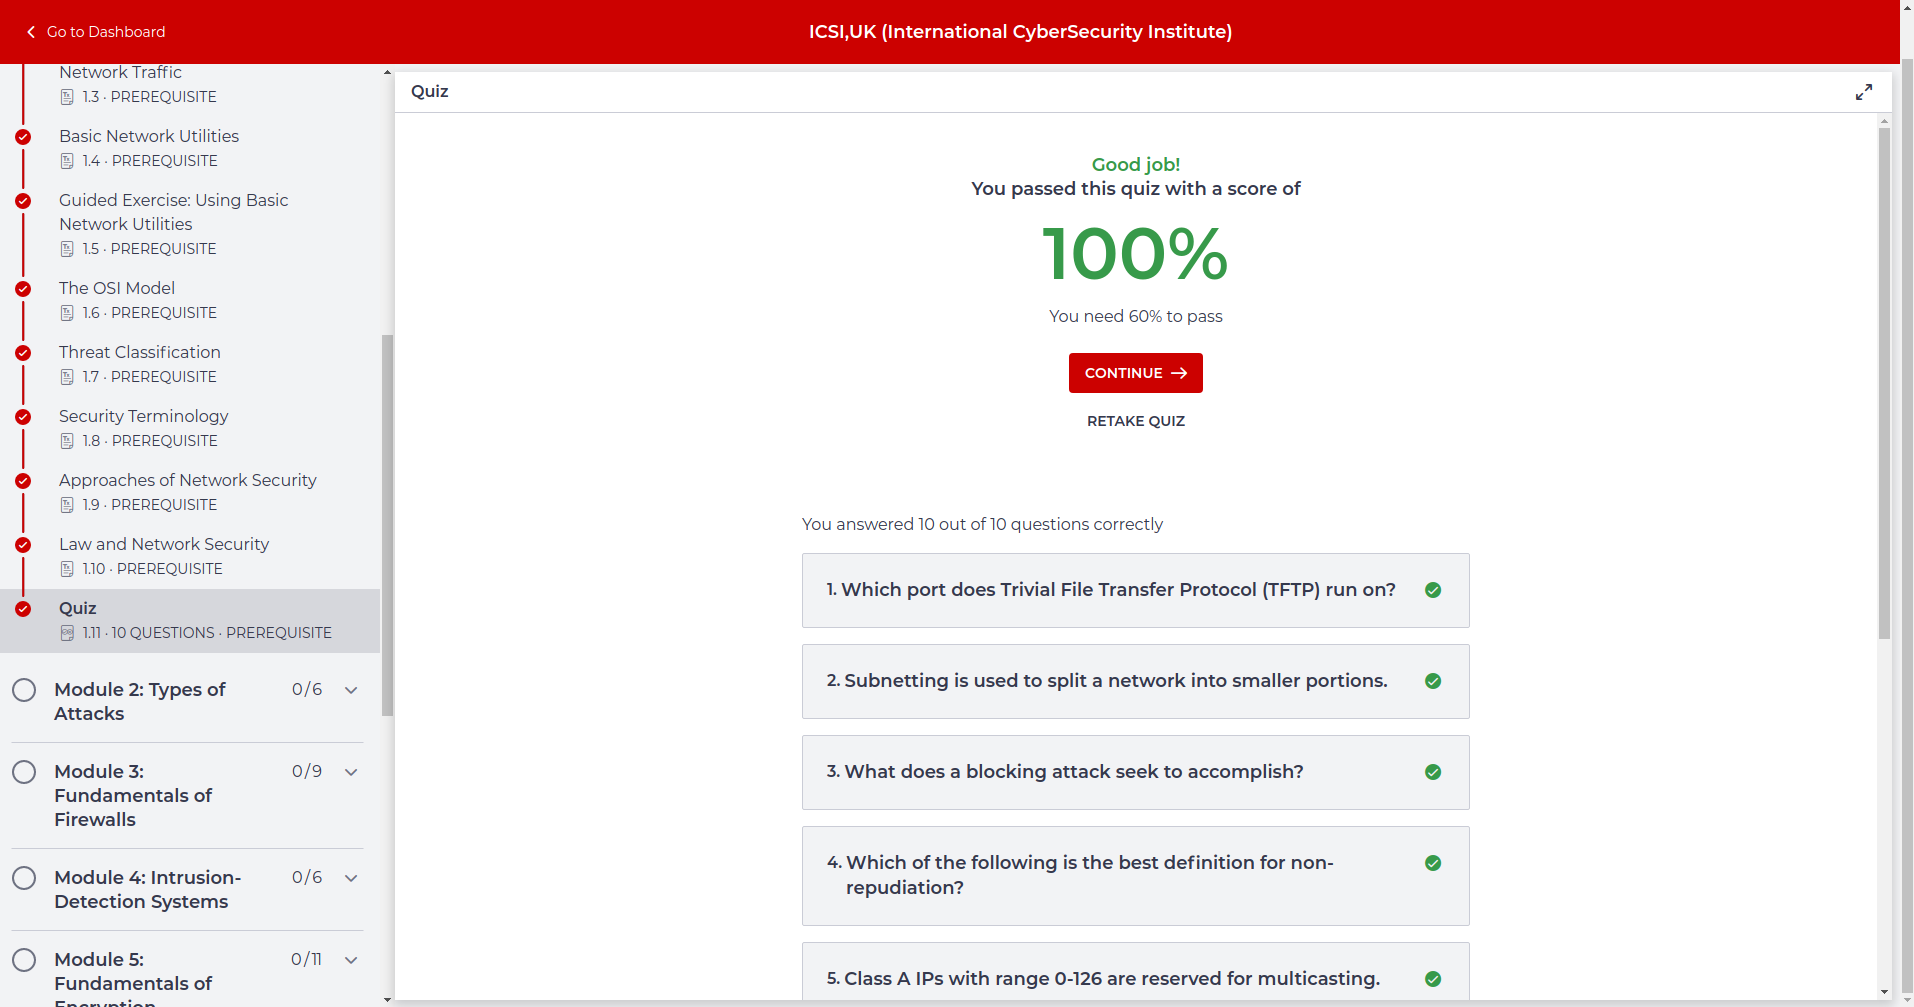 Go to Dashboard
ICSI,UK (International CyberSecurity Institute)
Network Traffic
1.3 · PREREQUISITE
Basic Network Utilities
1.4 · PREREQUISITE
Guided Exercise: Using Basic
Network Utilities
1.5 · PREREQUISITE
The OSI Model
1.6 · PREREQUISITE
Threat Classification
1.7 · PREREQUISITE
Security Terminology
1.8 · PREREQUISITE
Approaches of Network Security
1.9 · PREREQUISITE
Law and Network Security
1.10 · PREREQUISITE
Quiz
1.11 · 10 QUESTIONS · PREREQUISITE
Module 2: Types of
Attacks
0/6
Module 3:
Fundamentals of
Firewalls
0/9
Module 4: Intrusion-
Detection Systems
0/6
Module 5:
Fundamentals of
Encryption
0/11
Quiz
Good job!
You passed this quiz with a score of
100%
You need 60% to pass
CONTINUE
RETAKE QUIZ
You answered 10 out of 10 questions correctly
1. Which port does Trivial File Transfer Protocol (TFTP) run on?
2. Subnetting is used to split a network into smaller portions.
3. What does a blocking attack seek to accomplish?
4. Which of the following is the best definition for non-
repudiation?
5. Class A IPs with range 0-126 are reserved for multicasting.